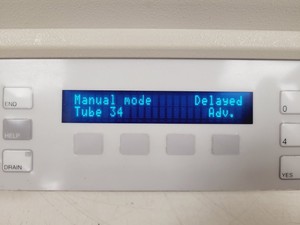 Manual mode Delayed
Tube 34 Adv.
END
HELP
DRAIN
0
4
YES